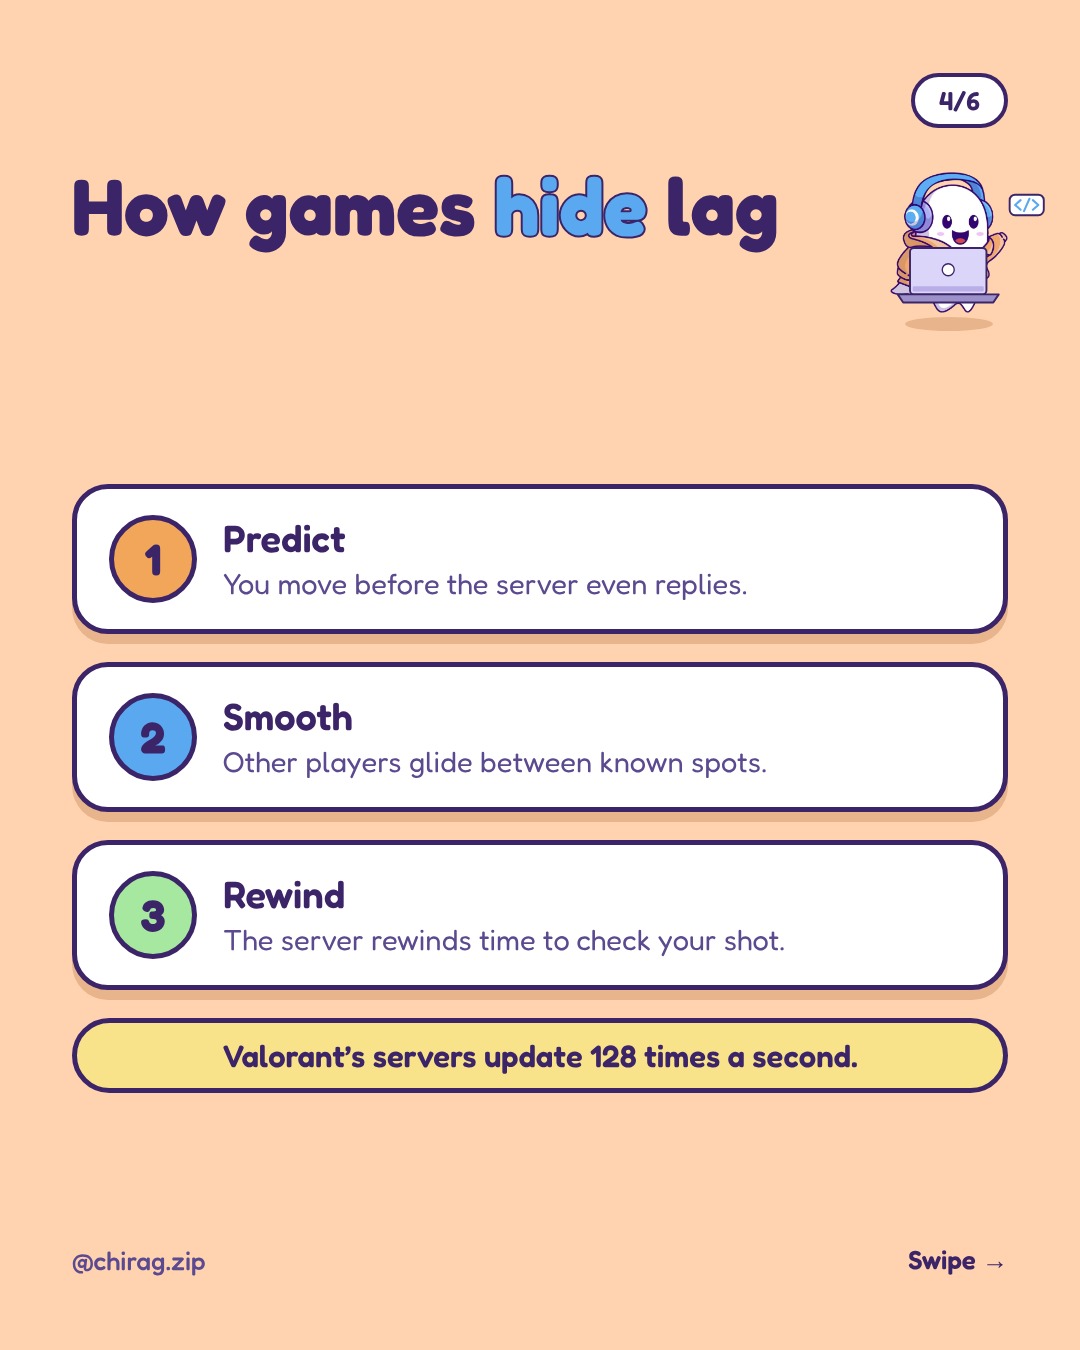 4/6
How games hide lag
</>
1
Predict
You move before the server even replies.
2
Smooth
Other players glide between known spots.
3
Rewind
The server rewinds time to check your shot.
Valorant’s servers update 128 times a second.
@chirag.zip
Swipe →